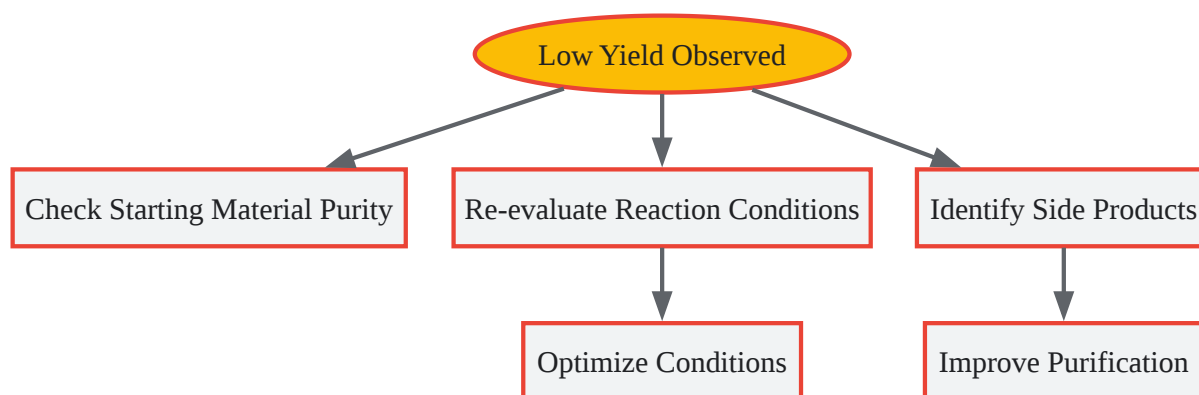 Low Yield Observed
Check Starting Material Purity
Re-evaluate Reaction Conditions
Identify Side Products
Optimize Conditions
Improve Purification